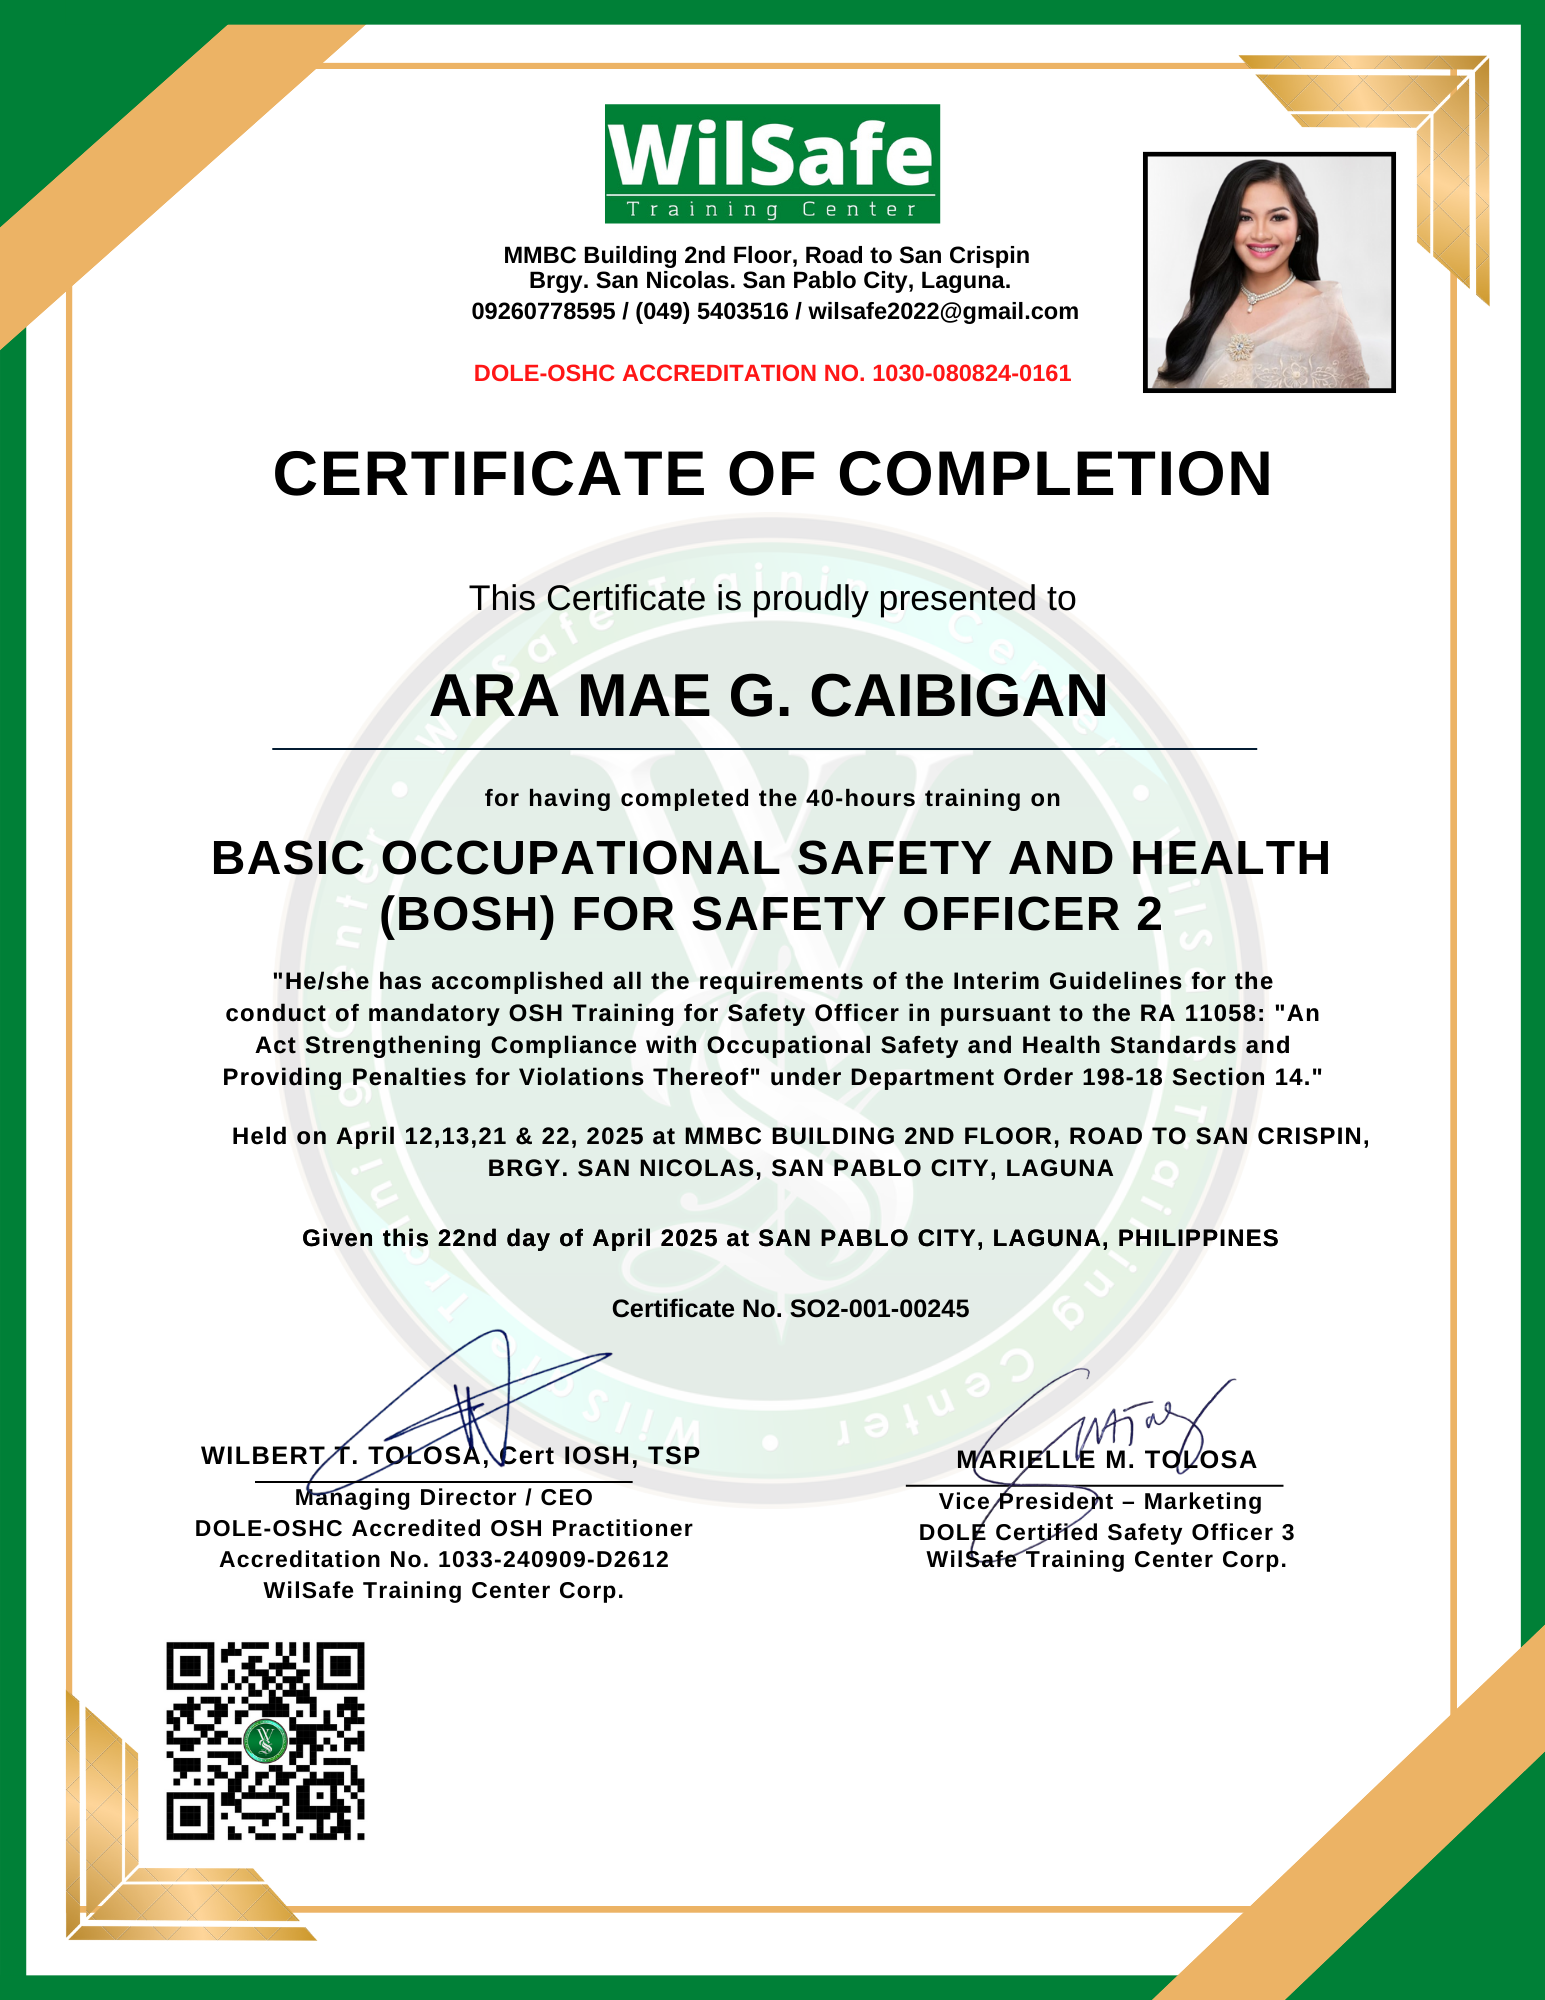 WilSafe
Training Center
MMBC Building 2nd Floor, Road to San Crispin
Brgy. San Nicolas. San Pablo City, Laguna.
09260778595 / (049) 5403516 / wilsafe2022@gmail.com
DOLE-OSHC ACCREDITATION NO. 1030-080824-0161
CERTIFICATE OF COMPLETION
This Certificate is proudly presented to
ARA MAE G. CAIBIGAN
for having completed the 40-hours training on
BASIC OCCUPATIONAL SAFETY AND HEALTH
(BOSH) FOR SAFETY OFFICER 2
"He/she has accomplished all the requirements of the Interim Guidelines for the
conduct of mandatory OSH Training for Safety Officer in pursuant to the RA 11058: "An
Act Strengthening Compliance with Occupational Safety and Health Standards and
Providing Penalties for Violations Thereof" under Department Order 198-18 Section 14."
Held on April 12,13,21 & 22, 2025 at MMBC BUILDING 2ND FLOOR, ROAD TO SAN CRISPIN,
BRGY. SAN NICOLAS, SAN PABLO CITY, LAGUNA
Given this 22nd day of April 2025 at SAN PABLO CITY, LAGUNA, PHILIPPINES
Certificate No. SO2-001-00245
WILBERT T. TOLOSA, Cert IOSH, TSP
Managing Director / CEO
DOLE-OSHC Accredited OSH Practitioner
Accreditation No. 1033-240909-D2612
WilSafe Training Center Corp.
MARIELLE M. TOLOSA
Vice President – Marketing
DOLE Certified Safety Officer 3
WilSafe Training Center Corp.
WilSafe Training Center • WilSafe Training Center • WilSafe Training Center •